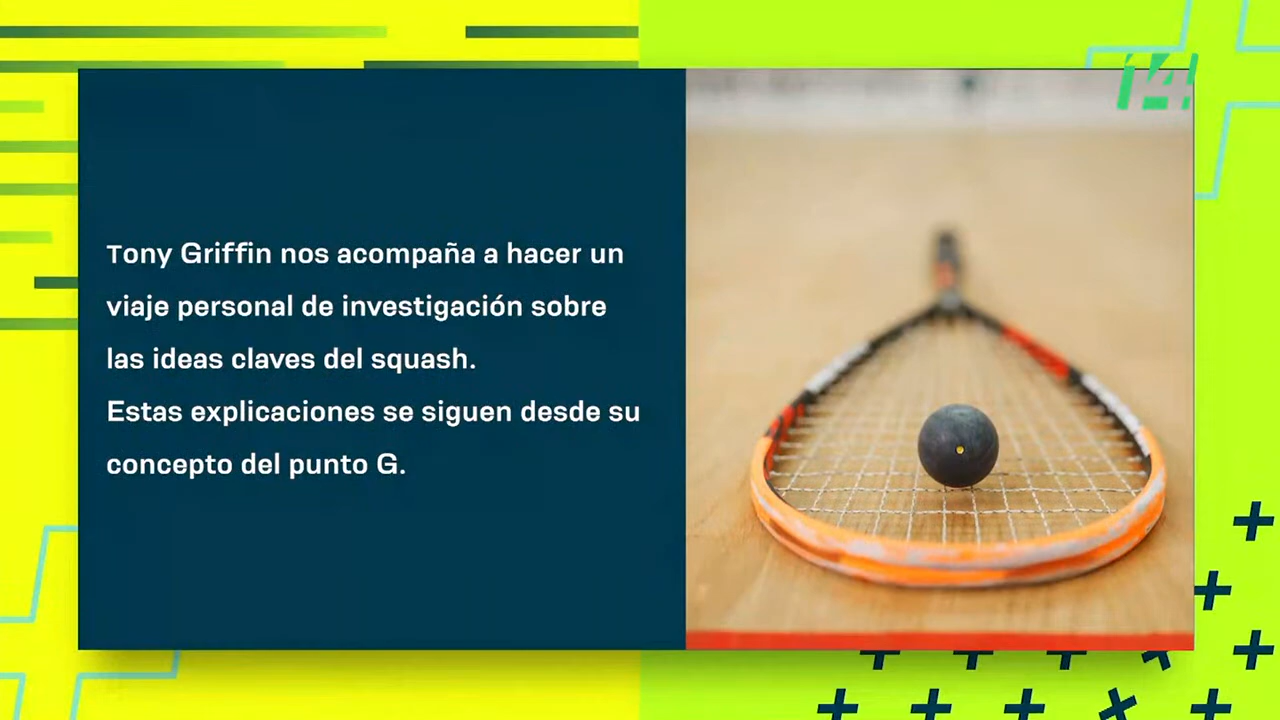 14
Tony Griffin nos acompaña a hacer un
viaje personal de investigación sobre
las ideas claves del squash.
Estas explicaciones se siguen desde su
concepto del punto G.